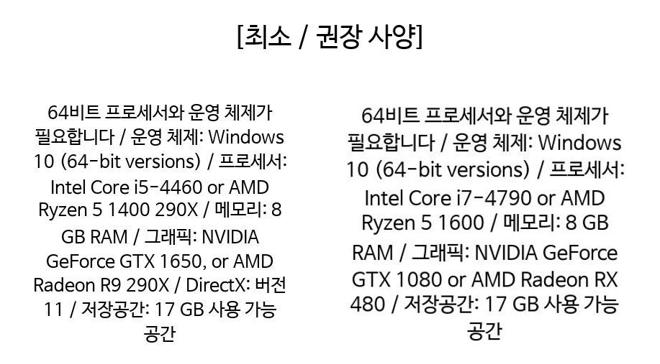 [최소 / 권장 사양]
64비트 프로세서와 운영 체제가
필요합니다 / 운영 체제: Windows
10 (64-bit versions) / 프로세서:
Intel Core i5-4460 or AMD
Ryzen 5 1400 290X / 메모리: 8
GB RAM / 그래픽: NVIDIA
GeForce GTX 1650, or AMD
Radeon R9 290X / DirectX: 버전
11 / 저장공간: 17 GB 사용 가능
공간
64비트 프로세서와 운영 체제가
필요합니다 / 운영 체제: Windows
10 (64-bit versions) / 프로세서:
Intel Core i7-4790 or AMD
Ryzen 5 1600 / 메모리: 8 GB
RAM / 그래픽: NVIDIA GeForce
GTX 1080 or AMD Radeon RX
480 / 저장공간: 17 GB 사용 가능
공간